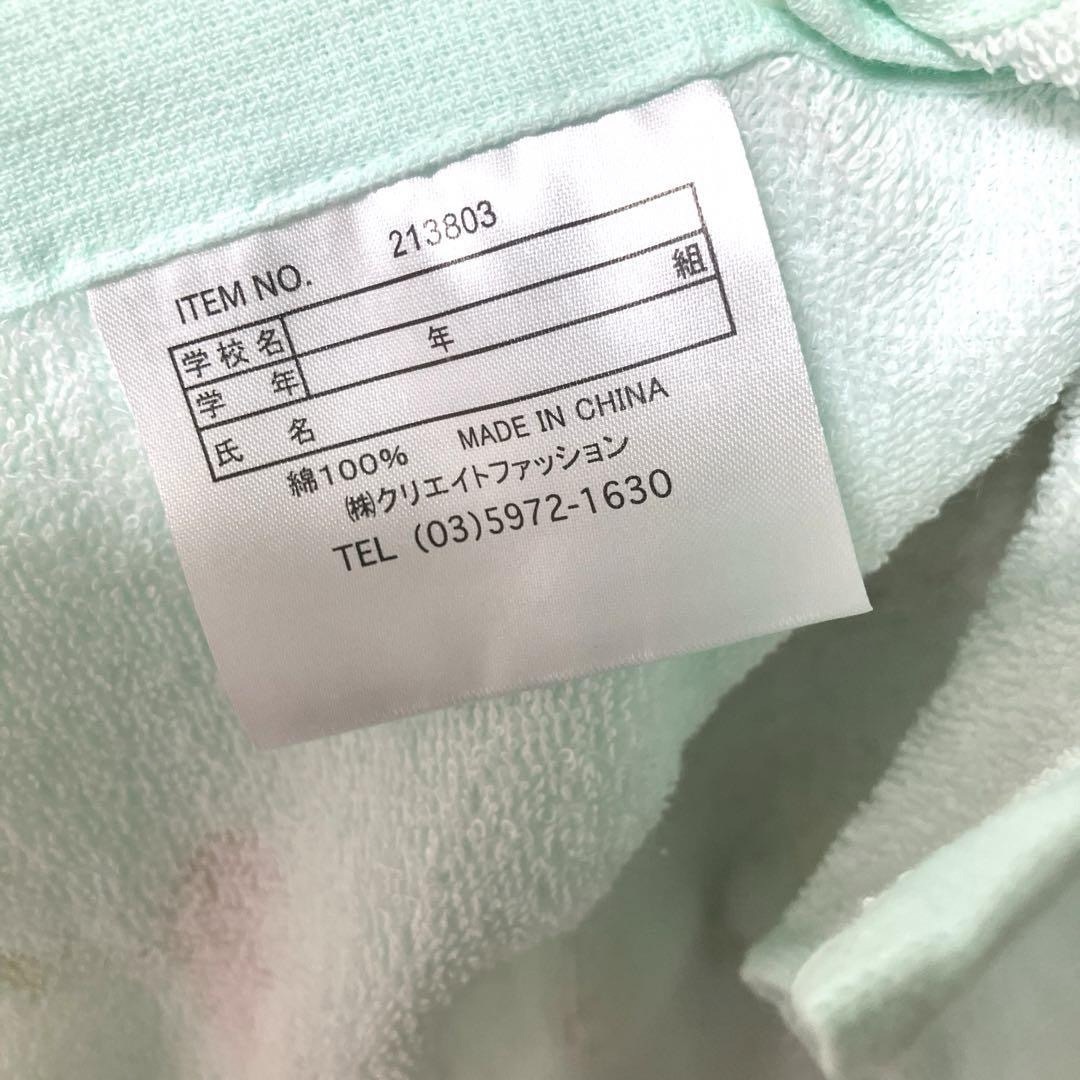 ITEM NO. 213803
学校名
学 年 年 組
氏 名
綿100% MADE IN CHINA
㈱クリエイトファッション
TEL (03)5972-1630